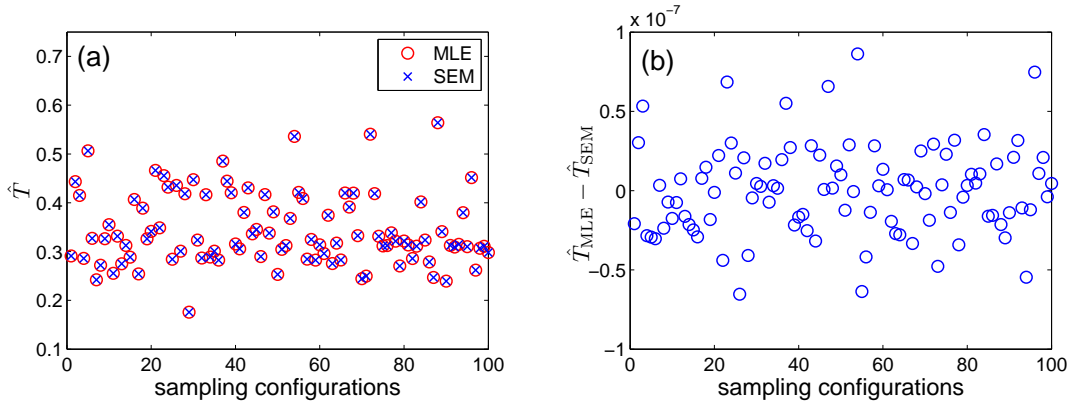 x 10⁻⁷
0.7
(a)
MLE
SEM
1
(b)
0.6
0.5
0.5
T̂
0.4
T̂MLE − T̂SEM
0
0.3
−0.5
0.2
0.1
−1
0 20 40 60 80 100
0 20 40 60 80 100
sampling configurations
sampling configurations